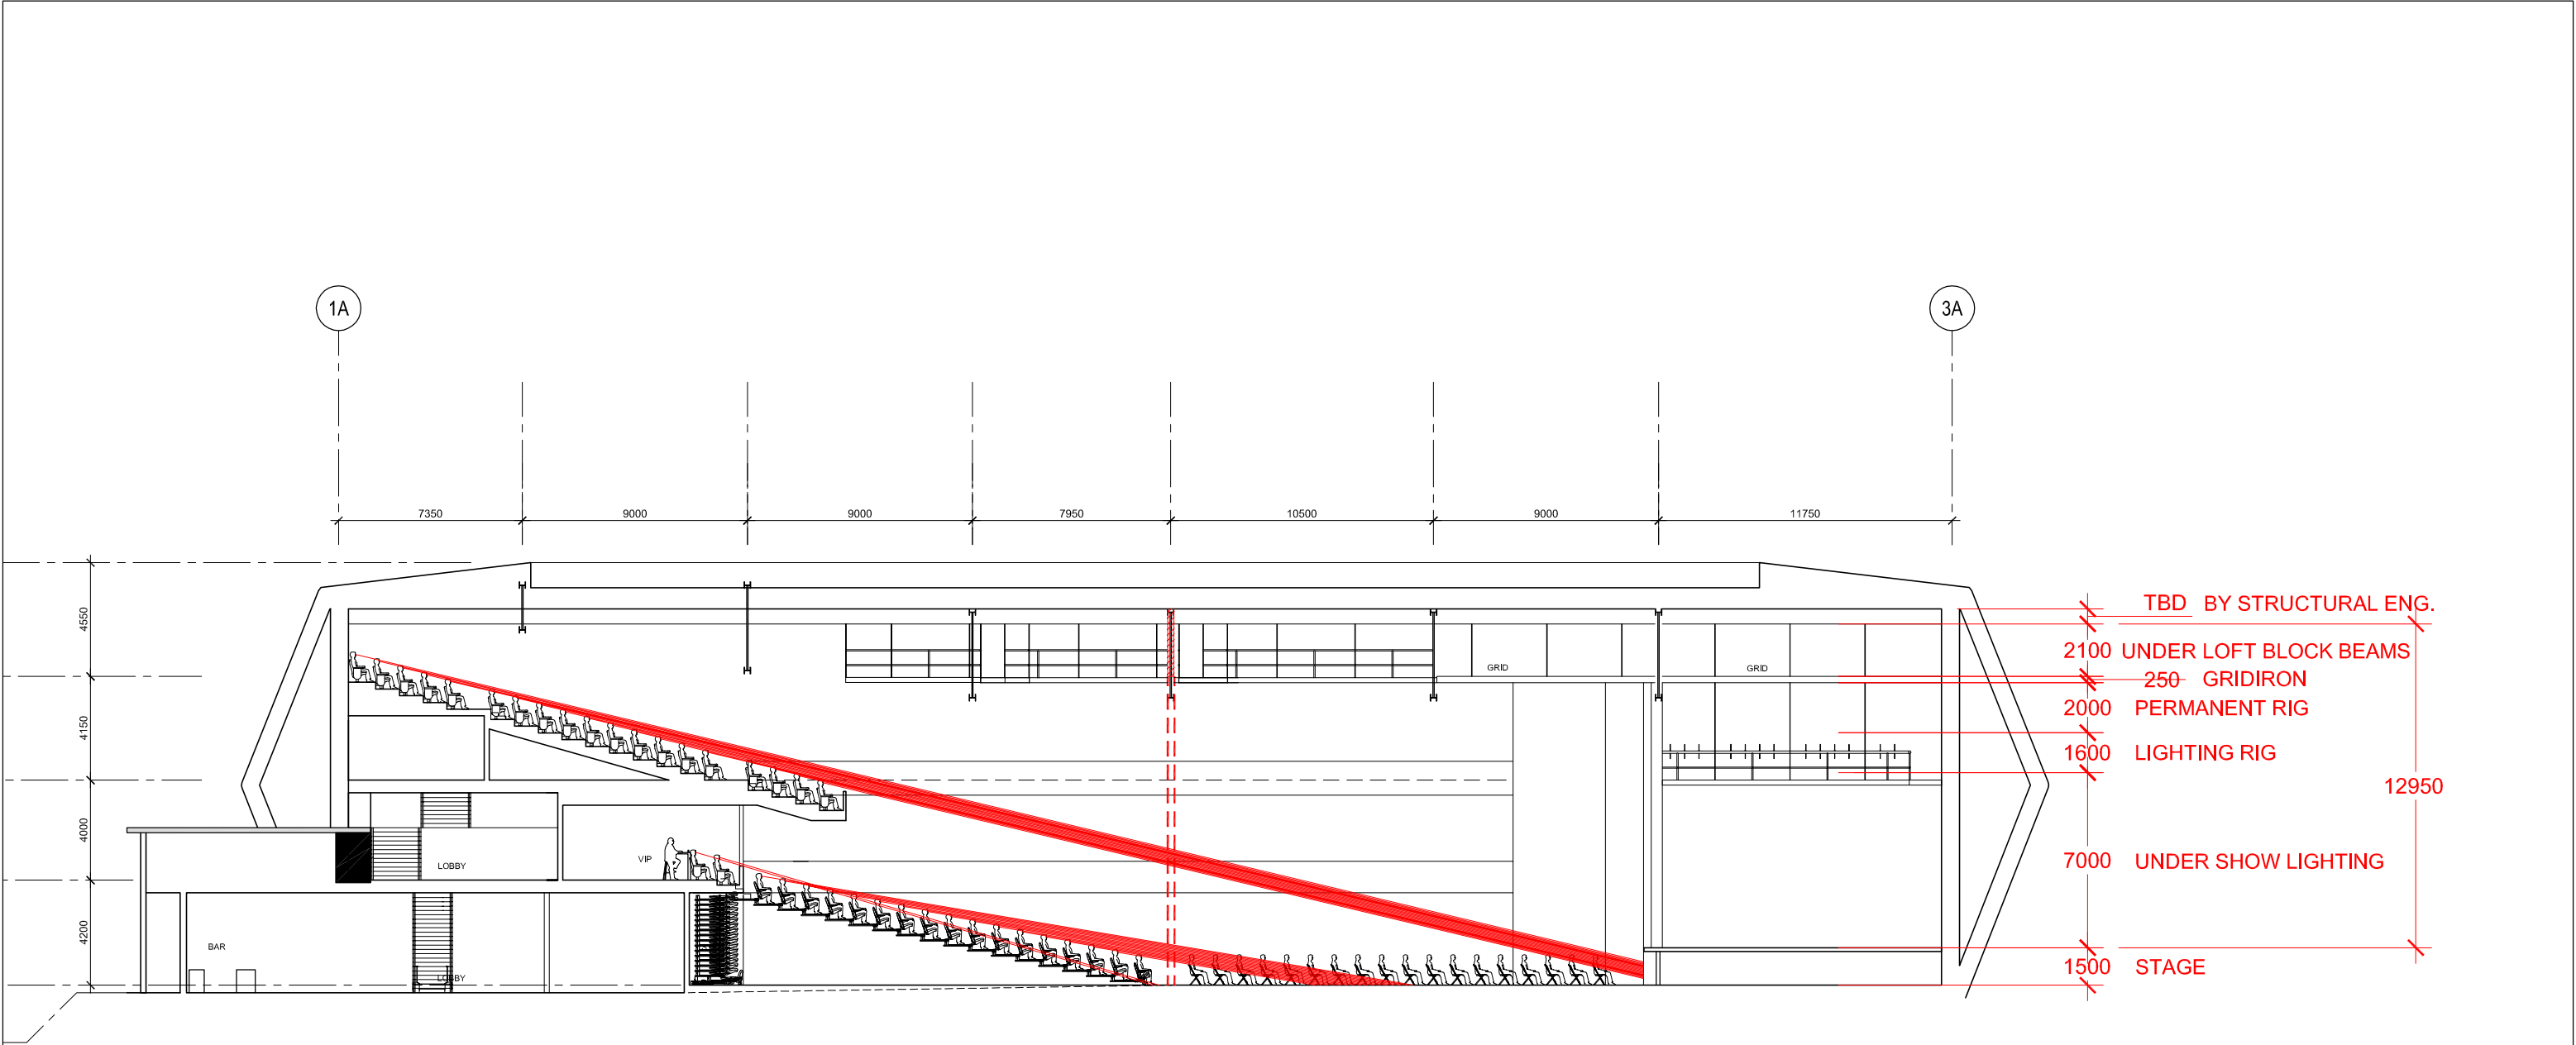 1A
3A
7350
9000
9000
7950
10500
9000
11750
4550
4150
4000
4200
TBD BY STRUCTURAL ENG.
2100 UNDER LOFT BLOCK BEAMS
250 GRIDIRON
2000 PERMANENT RIG
1600 LIGHTING RIG
12950
7000 UNDER SHOW LIGHTING
1500 STAGE
GRID
GRID
VIP
LOBBY
BAR
LOBBY